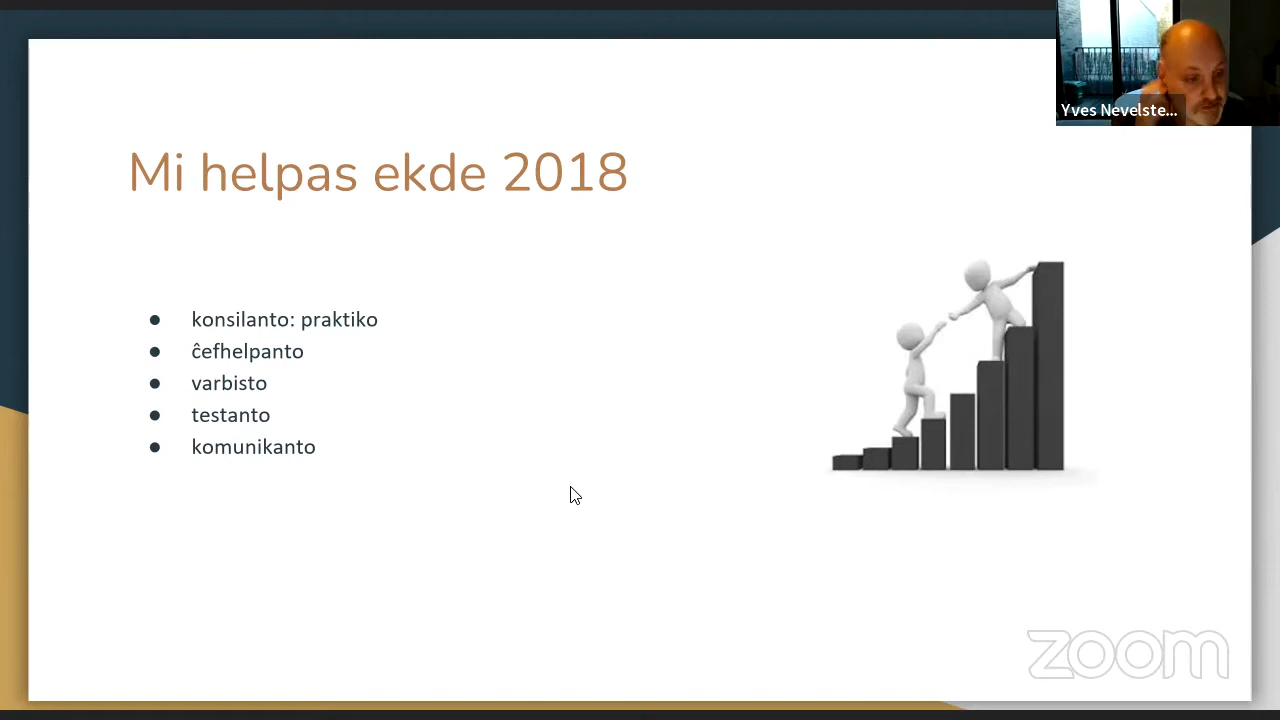 Yves Nevelste...
Mi helpas ekde 2018
● konsilanto: praktiko
● ĉefhelpanto
● varbisto
● testanto
● komunikanto
zoom